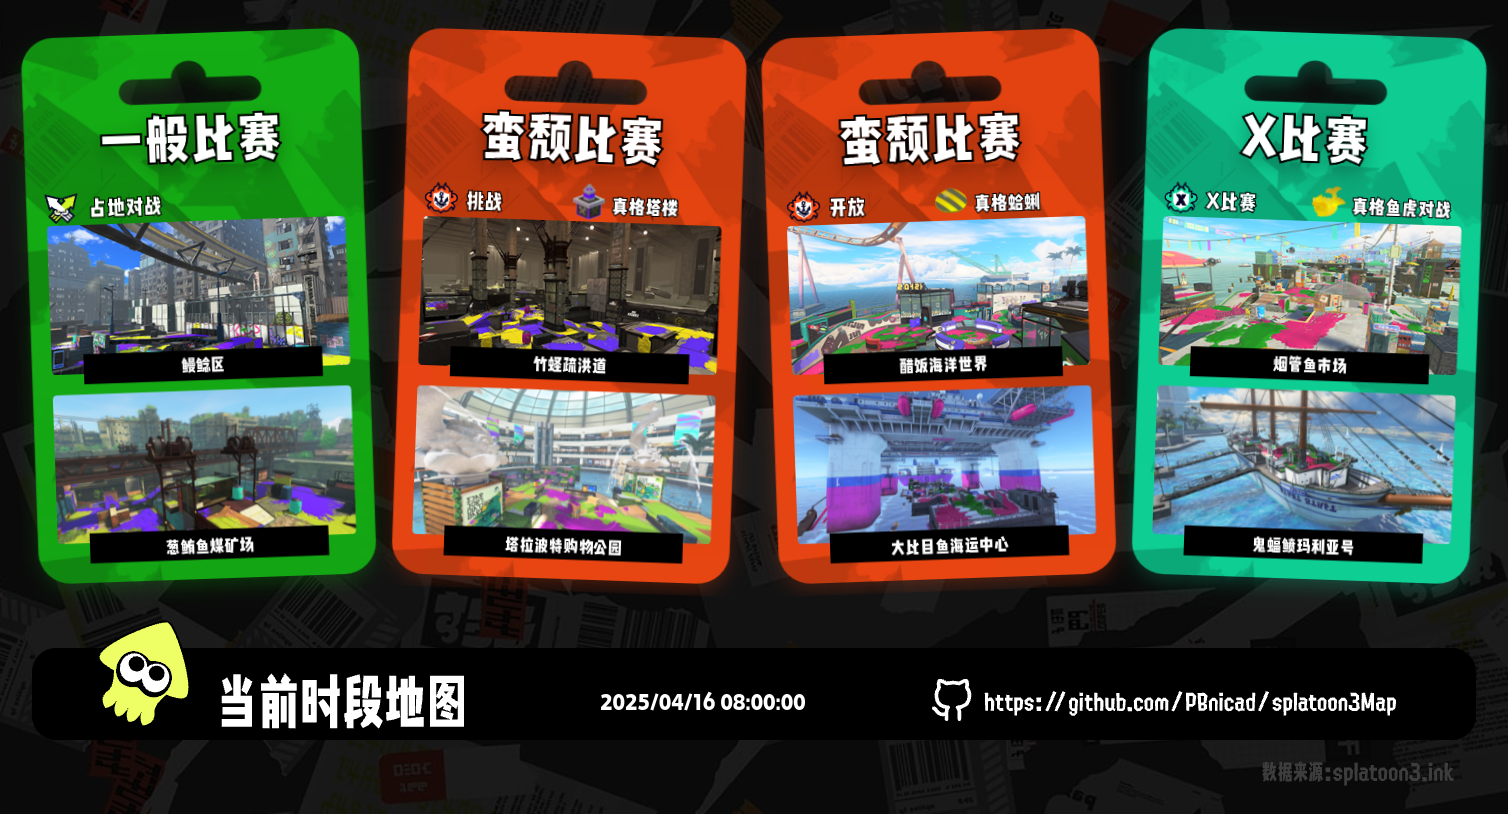 一般比赛
占地对战
鳗鲶区
葱鲔鱼煤矿场
蛮颓比赛
挑战
真格塔楼
竹蛏疏洪道
塔拉波特购物公园
蛮颓比赛
开放
真格蛤蜊
醋饭海洋世界
大比目鱼海运中心
X比赛
X比赛
真格鱼虎对战
烟管鱼市场
鬼蝠鲼玛利亚号
当前时段地图
2025/04/16 08:00:00
https://github.com/PBnicad/splatoon3Map
数据来源:splatoon3.ink